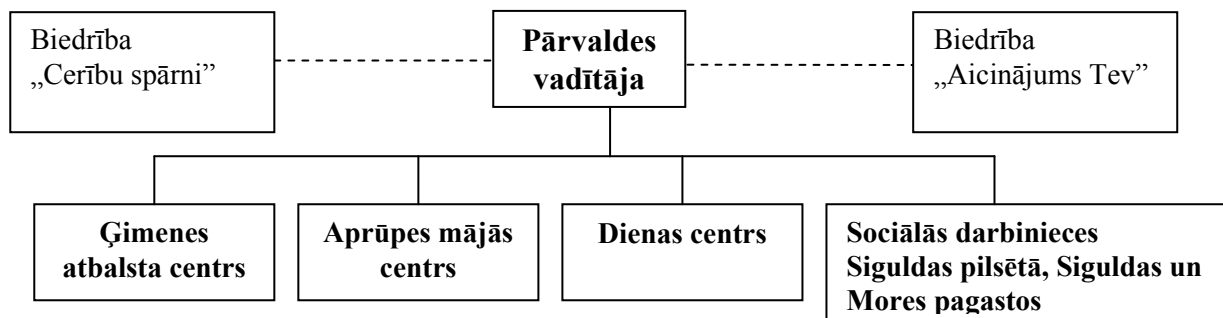 Biedrība
„Cerību spārni”
Pārvaldes
vadītāja
Biedrība
„Aicinājums Tev”
Ģimenes
atbalsta centrs
Aprūpes mājās
centrs
Dienas centrs
Sociālās darbinieces
Siguldas pilsētā, Siguldas un
Mores pagastos